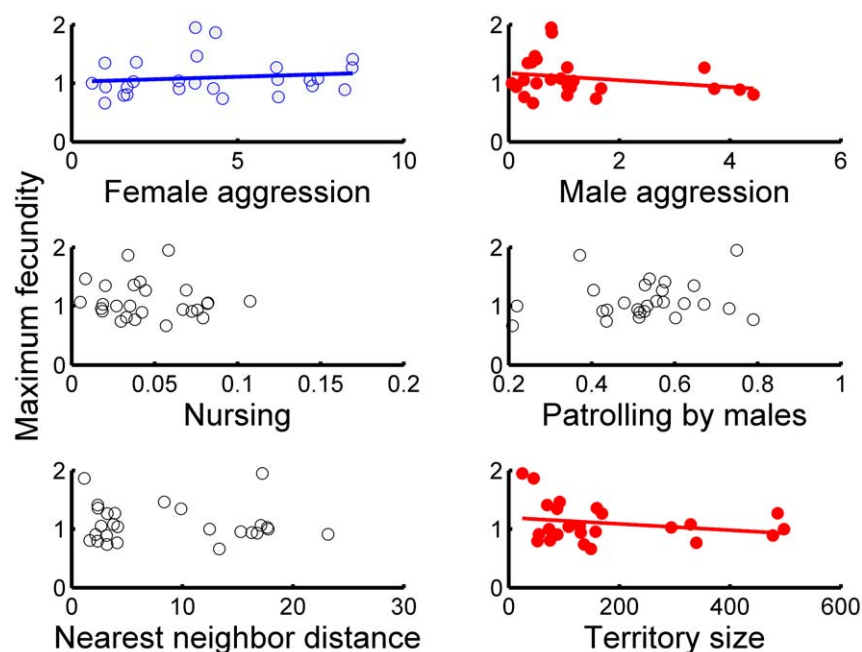 Maximum fecundity
2
1
0
0 5 10
Female aggression
2
1
0
0 2 4 6
Male aggression
2
1
0
0 0.05 0.1 0.15 0.2
Nursing
2
1
0
0.2 0.4 0.6 0.8 1
Patrolling by males
2
1
0
0 10 20 30
Nearest neighbor distance
2
1
0
0 200 400 600
Territory size